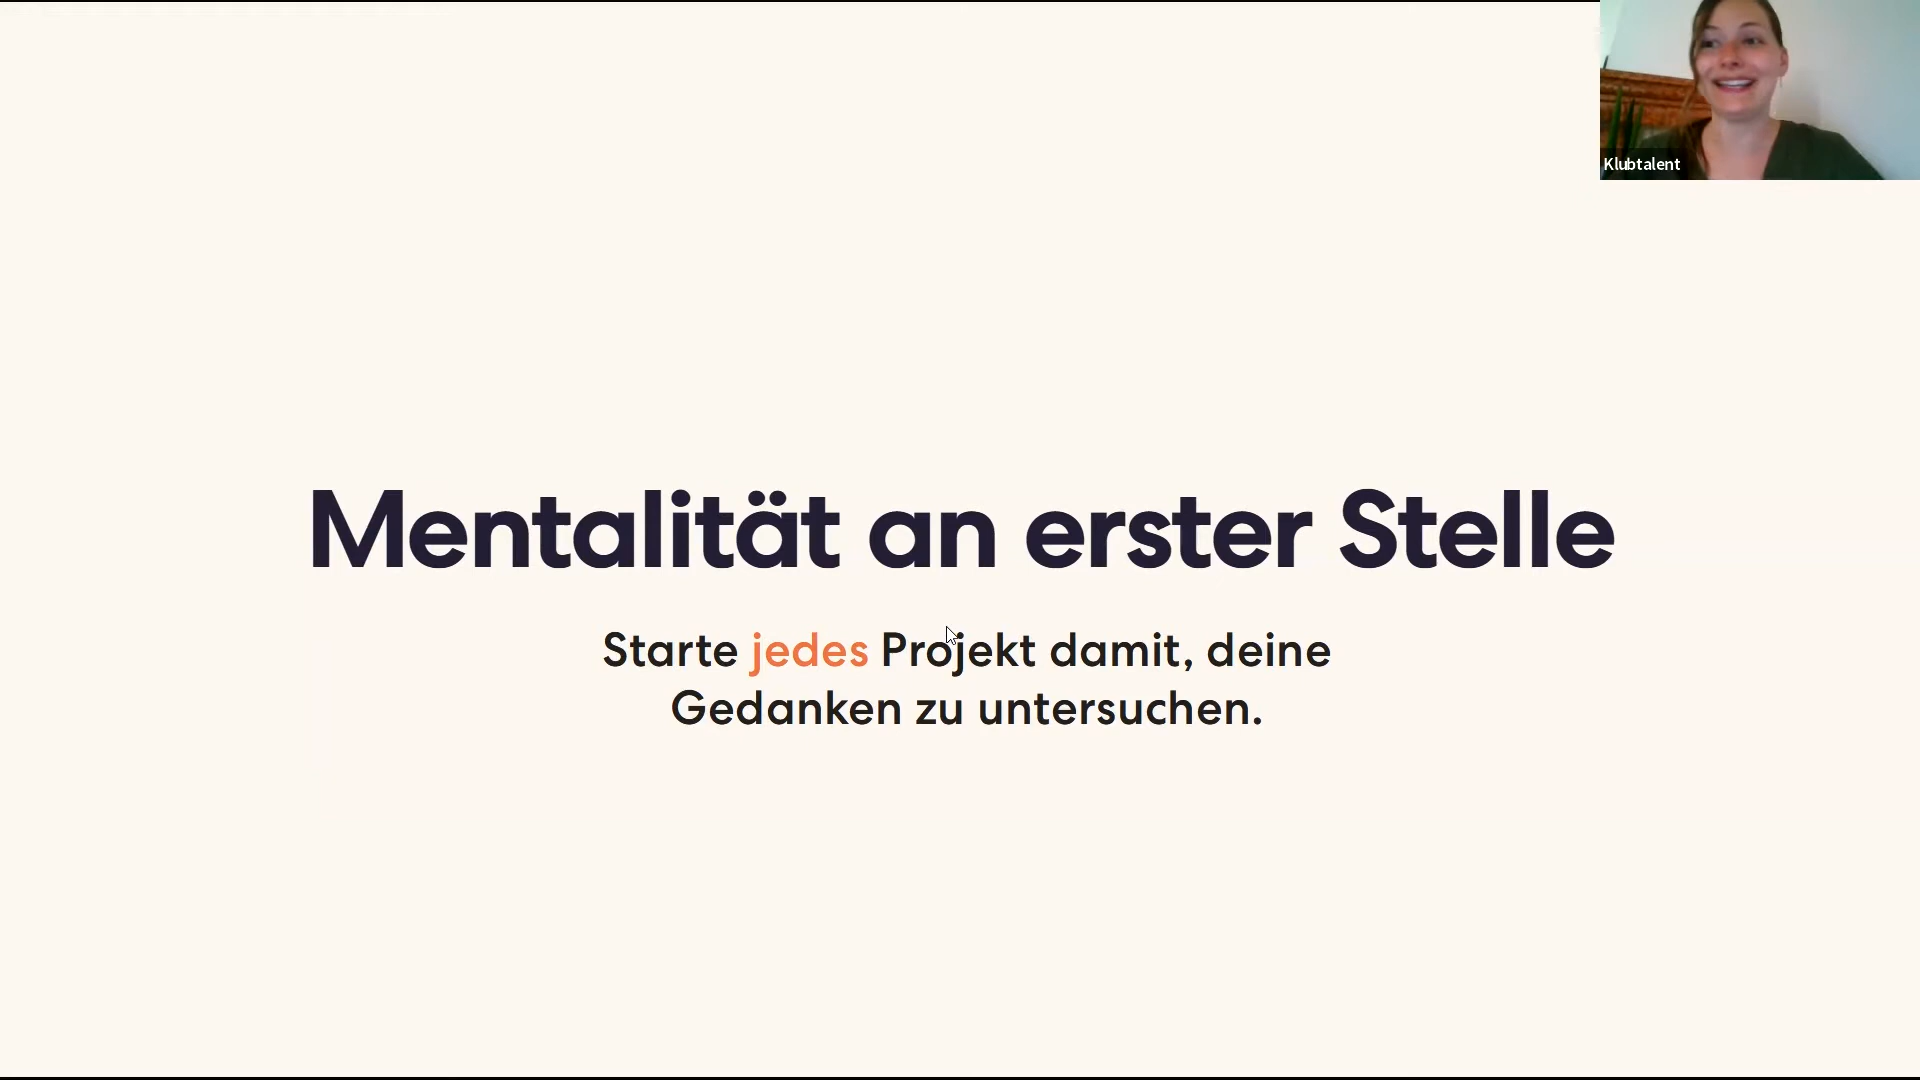 Klubtalent
Mentalität an erster Stelle
Starte jedes Projekt damit, deine
Gedanken zu untersuchen.